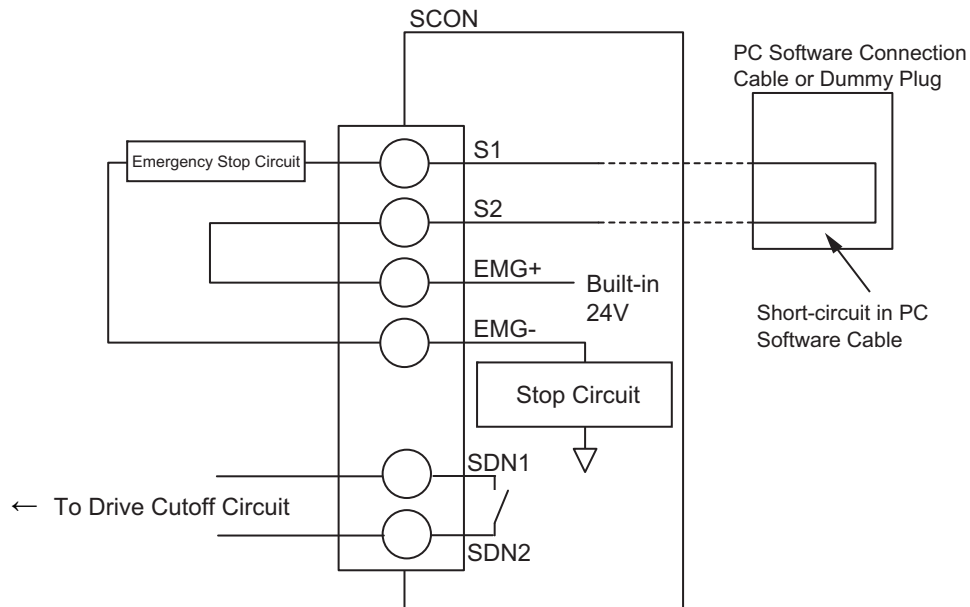 SCON
PC Software Connection
Cable or Dummy Plug
Emergency Stop Circuit
S1
S2
EMG+
Built-in
24V
EMG-
Short-circuit in PC
Software Cable
Stop Circuit
SDN1
← To Drive Cutoff Circuit
SDN2